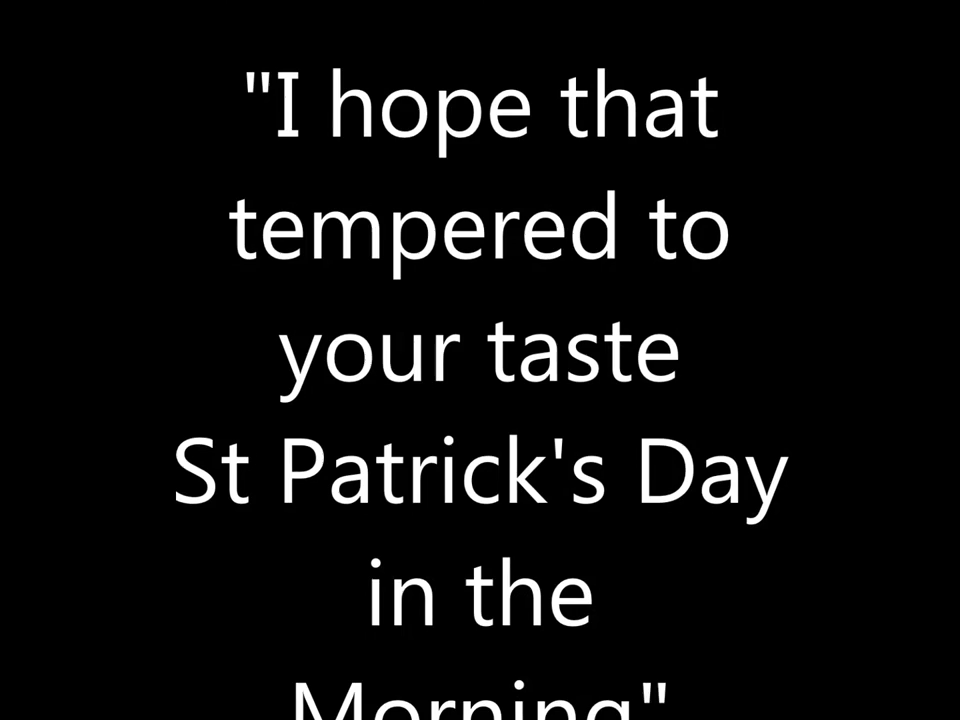 "I hope that
tempered to
your taste
St Patrick's Day
in the
Morning"